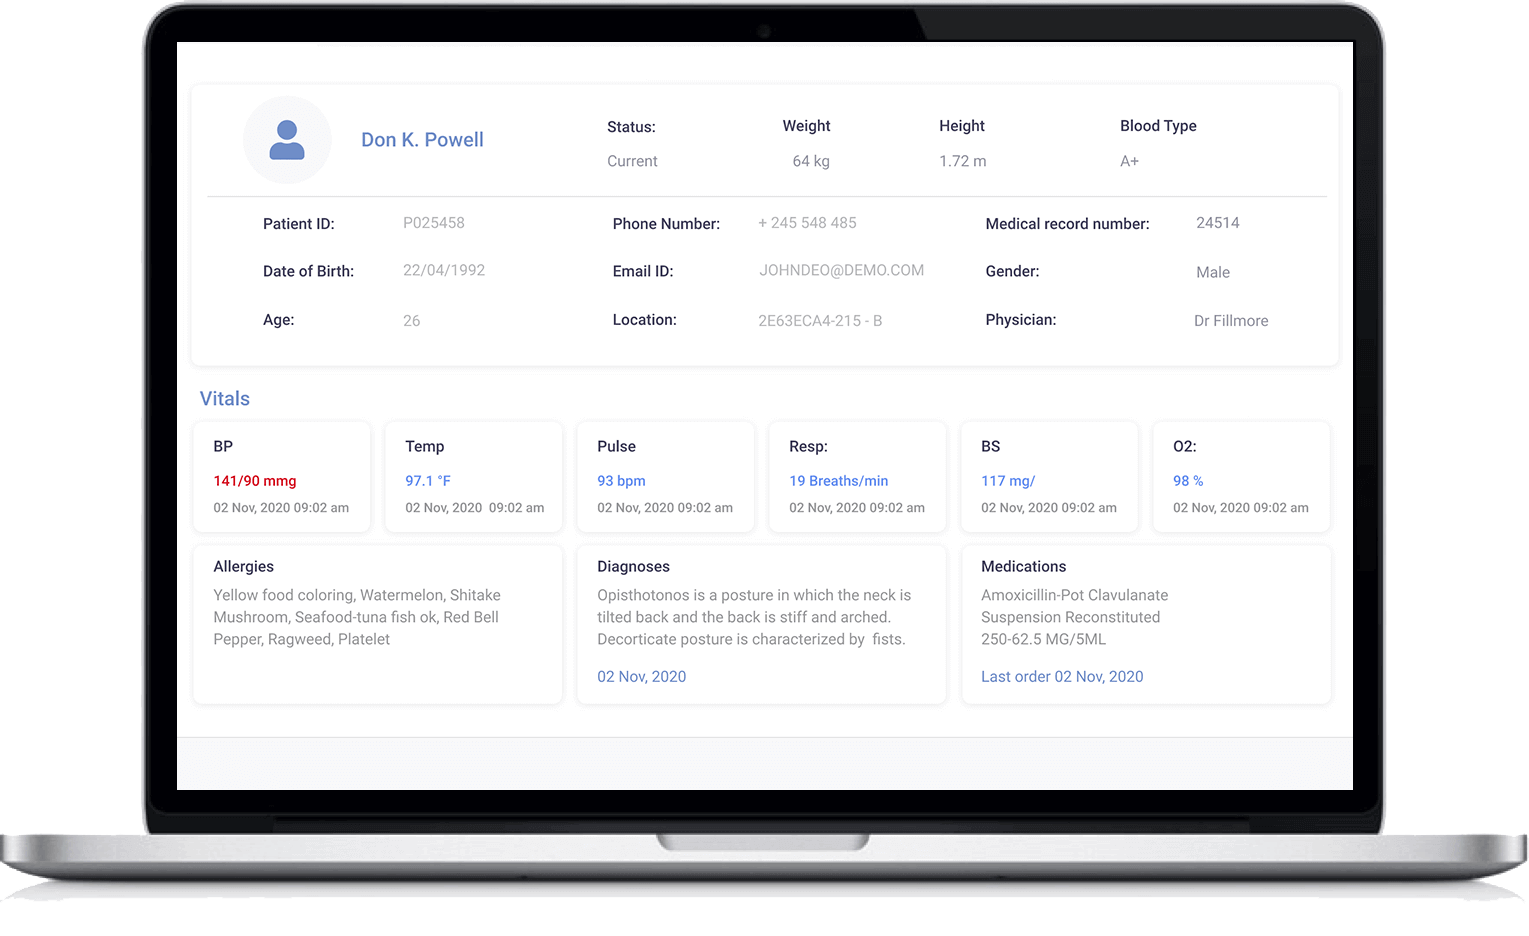 Don K. Powell
Status: Weight Height Blood Type
Current 64 kg 1.72 m A+
Patient ID: P025458 Phone Number: + 245 548 485 Medical record number: 24514
Date of Birth: 22/04/1992 Email ID: JOHNDEO@DEMO.COM Gender: Male
Age: 26 Location: 2E63ECA4-215 - B Physician: Dr Fillmore
Vitals
BP
141/90 mmg
02 Nov, 2020 09:02 am
Temp
97.1 °F
02 Nov, 2020 09:02 am
Pulse
93 bpm
02 Nov, 2020 09:02 am
Resp:
19 Breaths/min
02 Nov, 2020 09:02 am
BS
117 mg/
02 Nov, 2020 09:02 am
O2:
98 %
02 Nov, 2020 09:02 am
Allergies
Yellow food coloring, Watermelon, Shitake
Mushroom, Seafood-tuna fish ok, Red Bell
Pepper, Ragweed, Platelet
Diagnoses
Opisthotonos is a posture in which the neck is
tilted back and the back is stiff and arched.
Decorticate posture is characterized by fists.
02 Nov, 2020
Medications
Amoxicillin-Pot Clavulanate
Suspension Reconstituted
250-62.5 MG/5ML
Last order 02 Nov, 2020